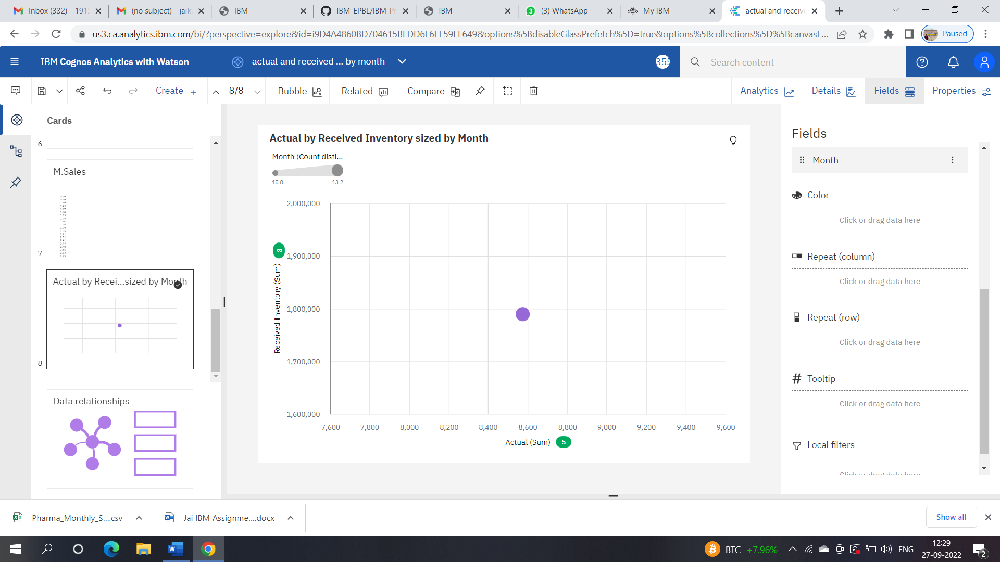 Inbox (332) - 191
(no subject) - jaik
IBM
IBM-EPBL/IBM-Pr
IBM
3
(3) WhatsApp
My IBM
actual and receive
us3.ca.analytics.ibm.com/bi/?perspective=explore&id=i9D4A4860BD704615BEDD6F6EF59EE649&options%5BdisableGlassPrefetch%5D=true&options%5Bcollections%5D%5BcanvasE...
Paused
IBM Cognos Analytics with Watson
actual and received ... by month
355
Search content
Create
8/8
Bubble
Related
Compare
Analytics
Details
Fields
Properties
Cards
6
M.Sales
7
Actual by Recei...sized by Month
8
Data relationships
Actual by Received Inventory sized by Month
Month (Count disti...
10.8
13.2
2,000,000
1,900,000
1,800,000
1,700,000
1,600,000
Received Inventory (Sum)
3
7,600
7,800
8,000
8,200
8,400
8,600
8,800
9,000
9,200
9,400
9,600
Actual (Sum)
5
Fields
Month
Color
Click or drag data here
Repeat (column)
Click or drag data here
Repeat (row)
Click or drag data here
Tooltip
Click or drag data here
Local filters
Click or drag data here
Pharma_Monthly_S....csv
Jai IBM Assignme....docx
Show all
BTC +7.96%
ENG
12:29
27-09-2022
2